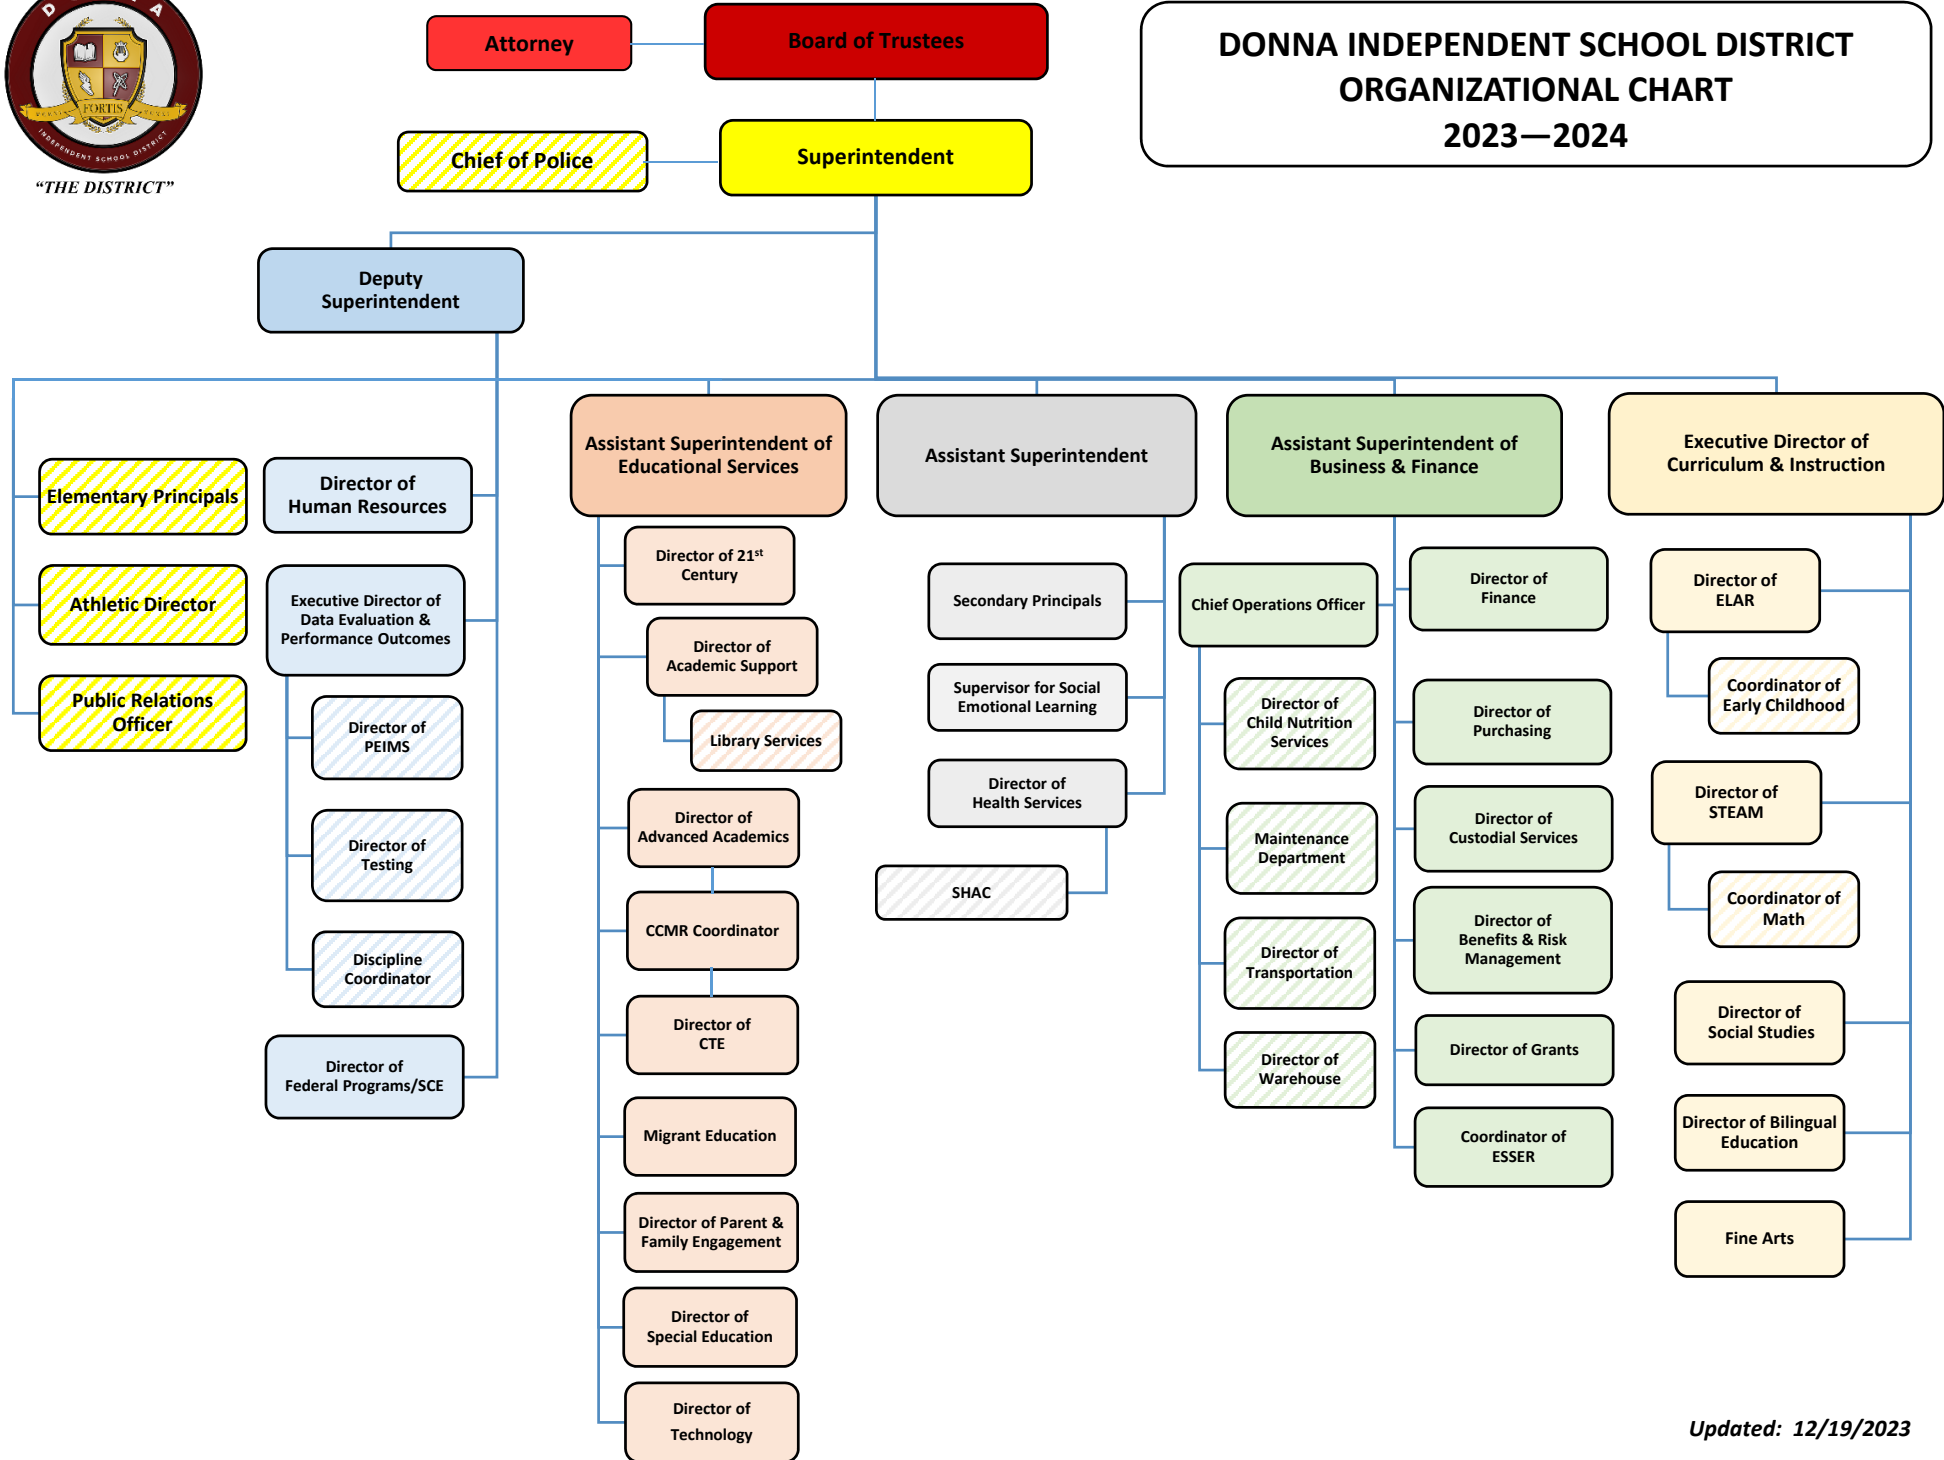 D O N N A
FORTIS
INDEPENDENT SCHOOL DISTRICT
“THE DISTRICT”
Attorney
Board of Trustees
Chief of Police
Superintendent
DONNA INDEPENDENT SCHOOL DISTRICT
ORGANIZATIONAL CHART
2023—2024
Deputy
Superintendent
Elementary Principals
Athletic Director
Public Relations
Officer
Director of
Human Resources
Executive Director of
Data Evaluation &
Performance Outcomes
Director of
PEIMS
Director of
Testing
Discipline
Coordinator
Director of
Federal Programs/SCE
Assistant Superintendent of
Educational Services
Director of 21st
Century
Director of
Academic Support
Library Services
Director of
Advanced Academics
CCMR Coordinator
Director of
CTE
Migrant Education
Director of Parent &
Family Engagement
Director of
Special Education
Director of
Technology
Assistant Superintendent
Secondary Principals
Supervisor for Social
Emotional Learning
Director of
Health Services
SHAC
Assistant Superintendent of
Business & Finance
Chief Operations Officer
Director of
Child Nutrition
Services
Maintenance
Department
Director of
Transportation
Director of
Warehouse
Director of
Finance
Director of
Purchasing
Director of
Custodial Services
Director of
Benefits & Risk
Management
Director of Grants
Coordinator of
ESSER
Executive Director of
Curriculum & Instruction
Director of
ELAR
Coordinator of
Early Childhood
Director of
STEAM
Coordinator of
Math
Director of
Social Studies
Director of Bilingual
Education
Fine Arts
Updated: 12/19/2023